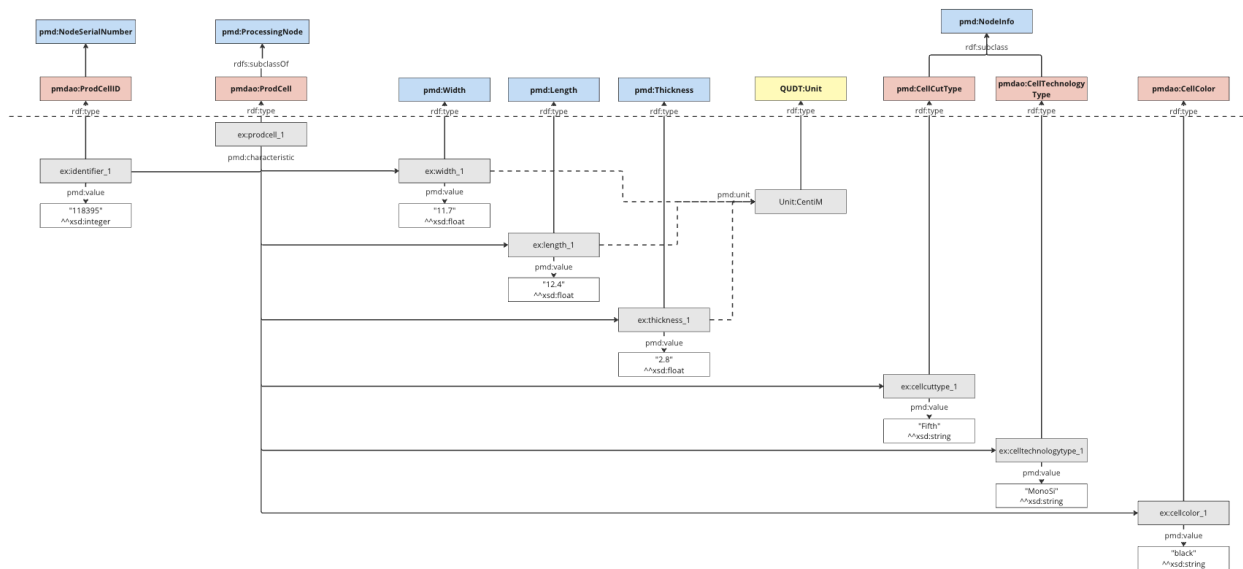 pmd:NodeInfo
pmd:NodeSerialNumber
pmd:ProcessingNode
rdf:subclass
rdfs:subclassOf
pmdao:ProdCellID
pmdao:ProdCell
pmd:Width
pmd:Length
pmd:Thickness
QUDT:Unit
pmd:CellCutType
pmdao:CellTechnology
Type
pmdao:CellColor
rdf:type
rdf:type
rdf:type
rdf:type
rdf:type
rdf:type
rdf:type
rdf:type
rdf:type
ex:prodcell_1
pmd:characteristic
ex:identifier_1
ex:width_1
pmd:value
pmd:value
pmd:unit
Unit:CentiM
"118395"
^^xsd:integer
"11.7"
^^xsd:float
ex:length_1
pmd:value
"12.4"
^^xsd:float
ex:thickness_1
pmd:value
"2.8"
^^xsd:float
ex:cellcuttype_1
pmd:value
"Fifth"
^^xsd:string
ex:celltechnologytype_1
pmd:value
"MonoSi"
^^xsd:string
ex:cellcolor_1
pmd:value
"black"
^^xsd:string